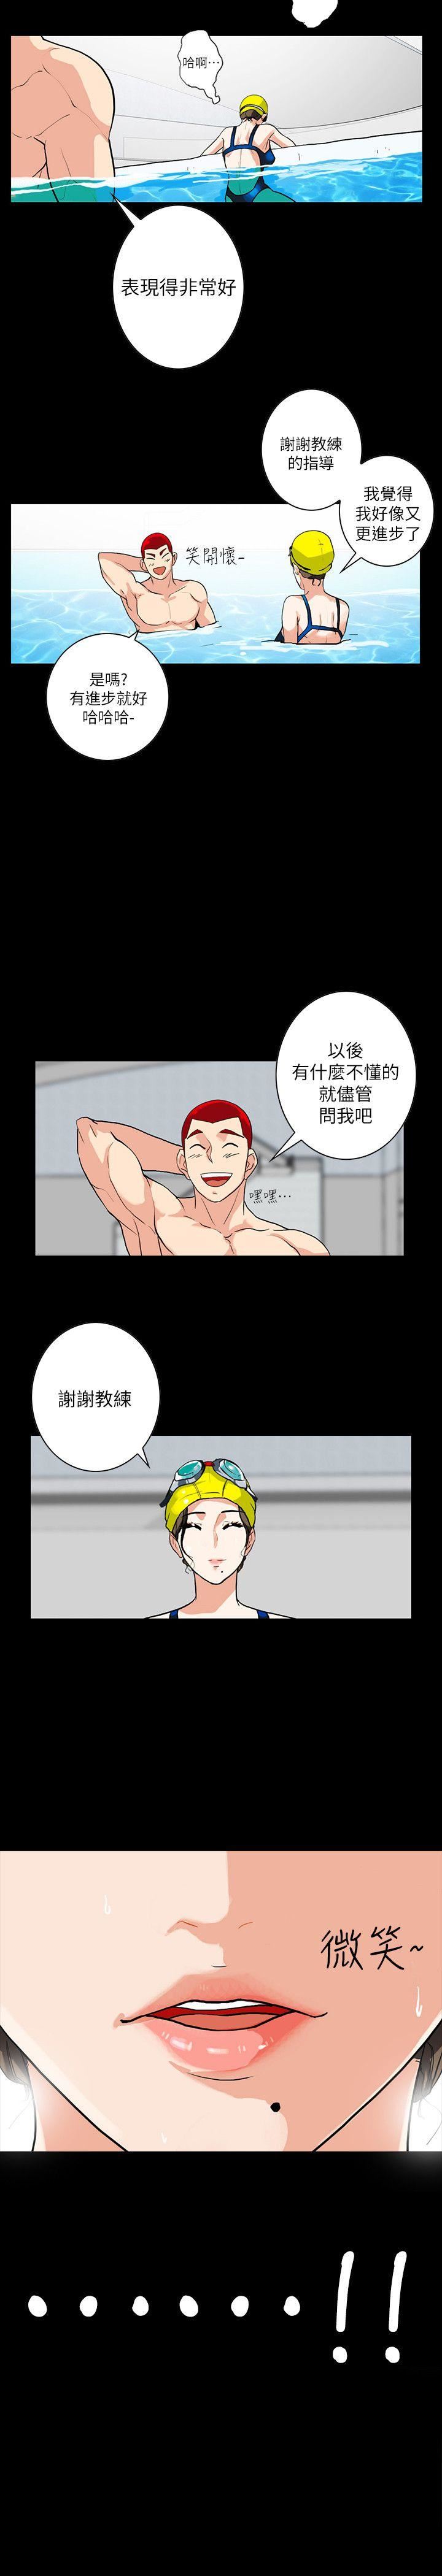 哈啊…
表現得非常好
謝謝教練
的指導
我覺得
我好像又
更進步了
笑開懷~
是嗎?
有進步就好
哈哈哈-
以後
有什麼不懂的
就儘管
問我吧
嘿嘿…
謝謝教練
微笑~
......!!